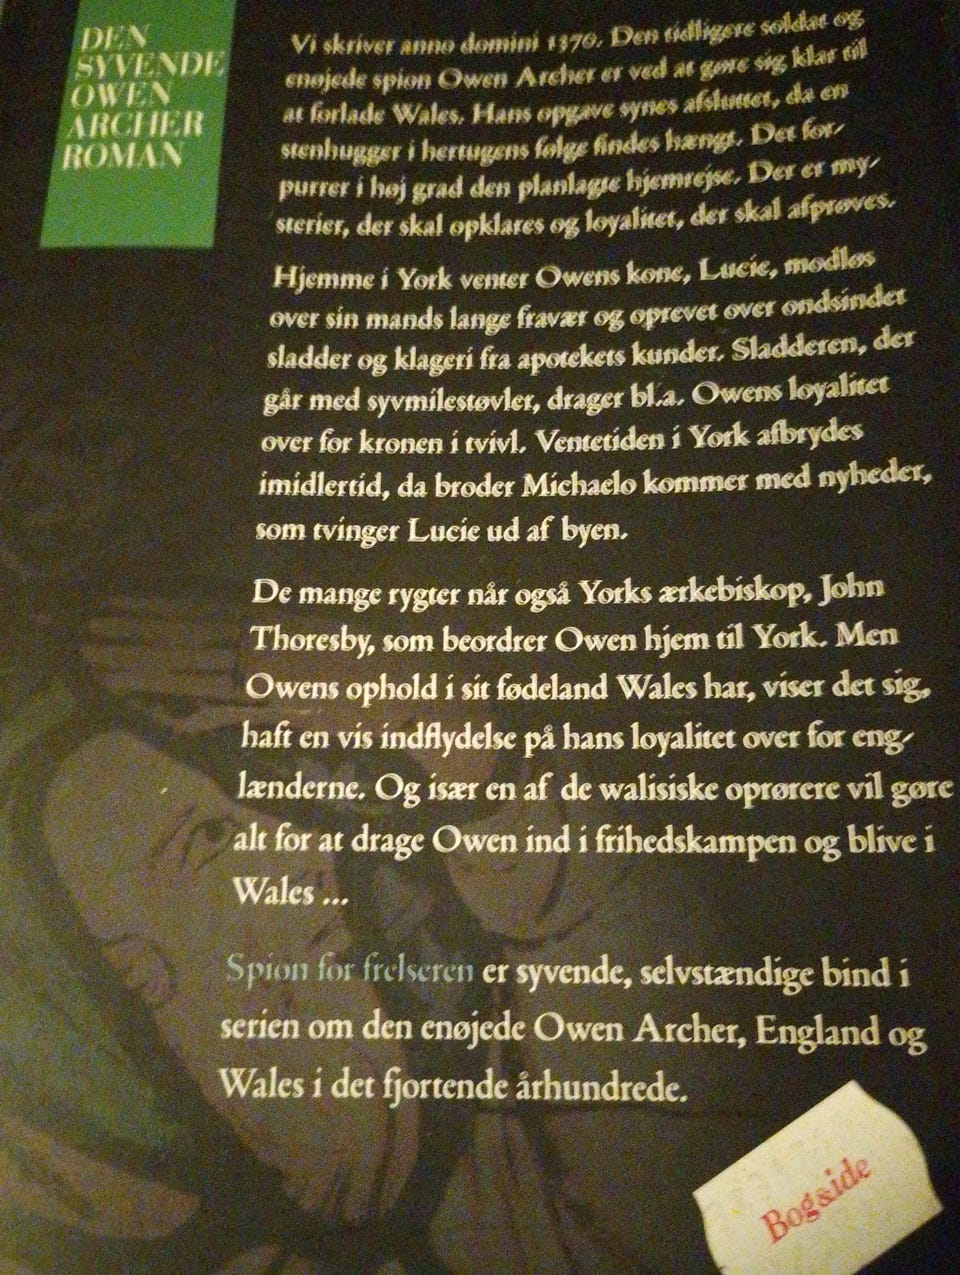 DEN
SYVENDE
OWEN
ARCHER
ROMAN
Vi skriver anno domini 1370. Den tidligere soldat og
enøjede spion Owen Archer er ved at gøre sig klar til
at forlade Wales. Hans opgave synes afsluttet, da en
stenhugger i hertugens følge findes hængt. Det for-
purrer i høj grad den planlagte hjemrejse. Der er my-
sterier, der skal opklares og loyalitet, der skal afprøves.
Hjemme i York venter Owens kone, Lucie, modløs
over sin mands lange fravær og oprevet over ondsindet
sladder og klageri fra apotekets kunder. Sladderen, der
går med syvmilestøvler, drager bl.a. Owens loyalitet
over for kronen i tvivl. Ventetiden i York afbrydes
imidlertid, da broder Michaelo kommer med nyheder,
som tvinger Lucie ud af byen.
De mange rygter når også Yorks ærkebiskop, John
Thoresby, som beordrer Owen hjem til York. Men
Owens ophold i sit fødeland Wales har, viser det sig,
haft en vis indflydelse på hans loyalitet over for eng-
lænderne. Og især en af de walisiske oprørere vil gøre
alt for at drage Owen ind i frihedskampen og blive i
Wales ...
Spion for frelseren er syvende, selvstændige bind i
serien om den enøjede Owen Archer, England og
Wales i det fjortende århundrede.
Bogside